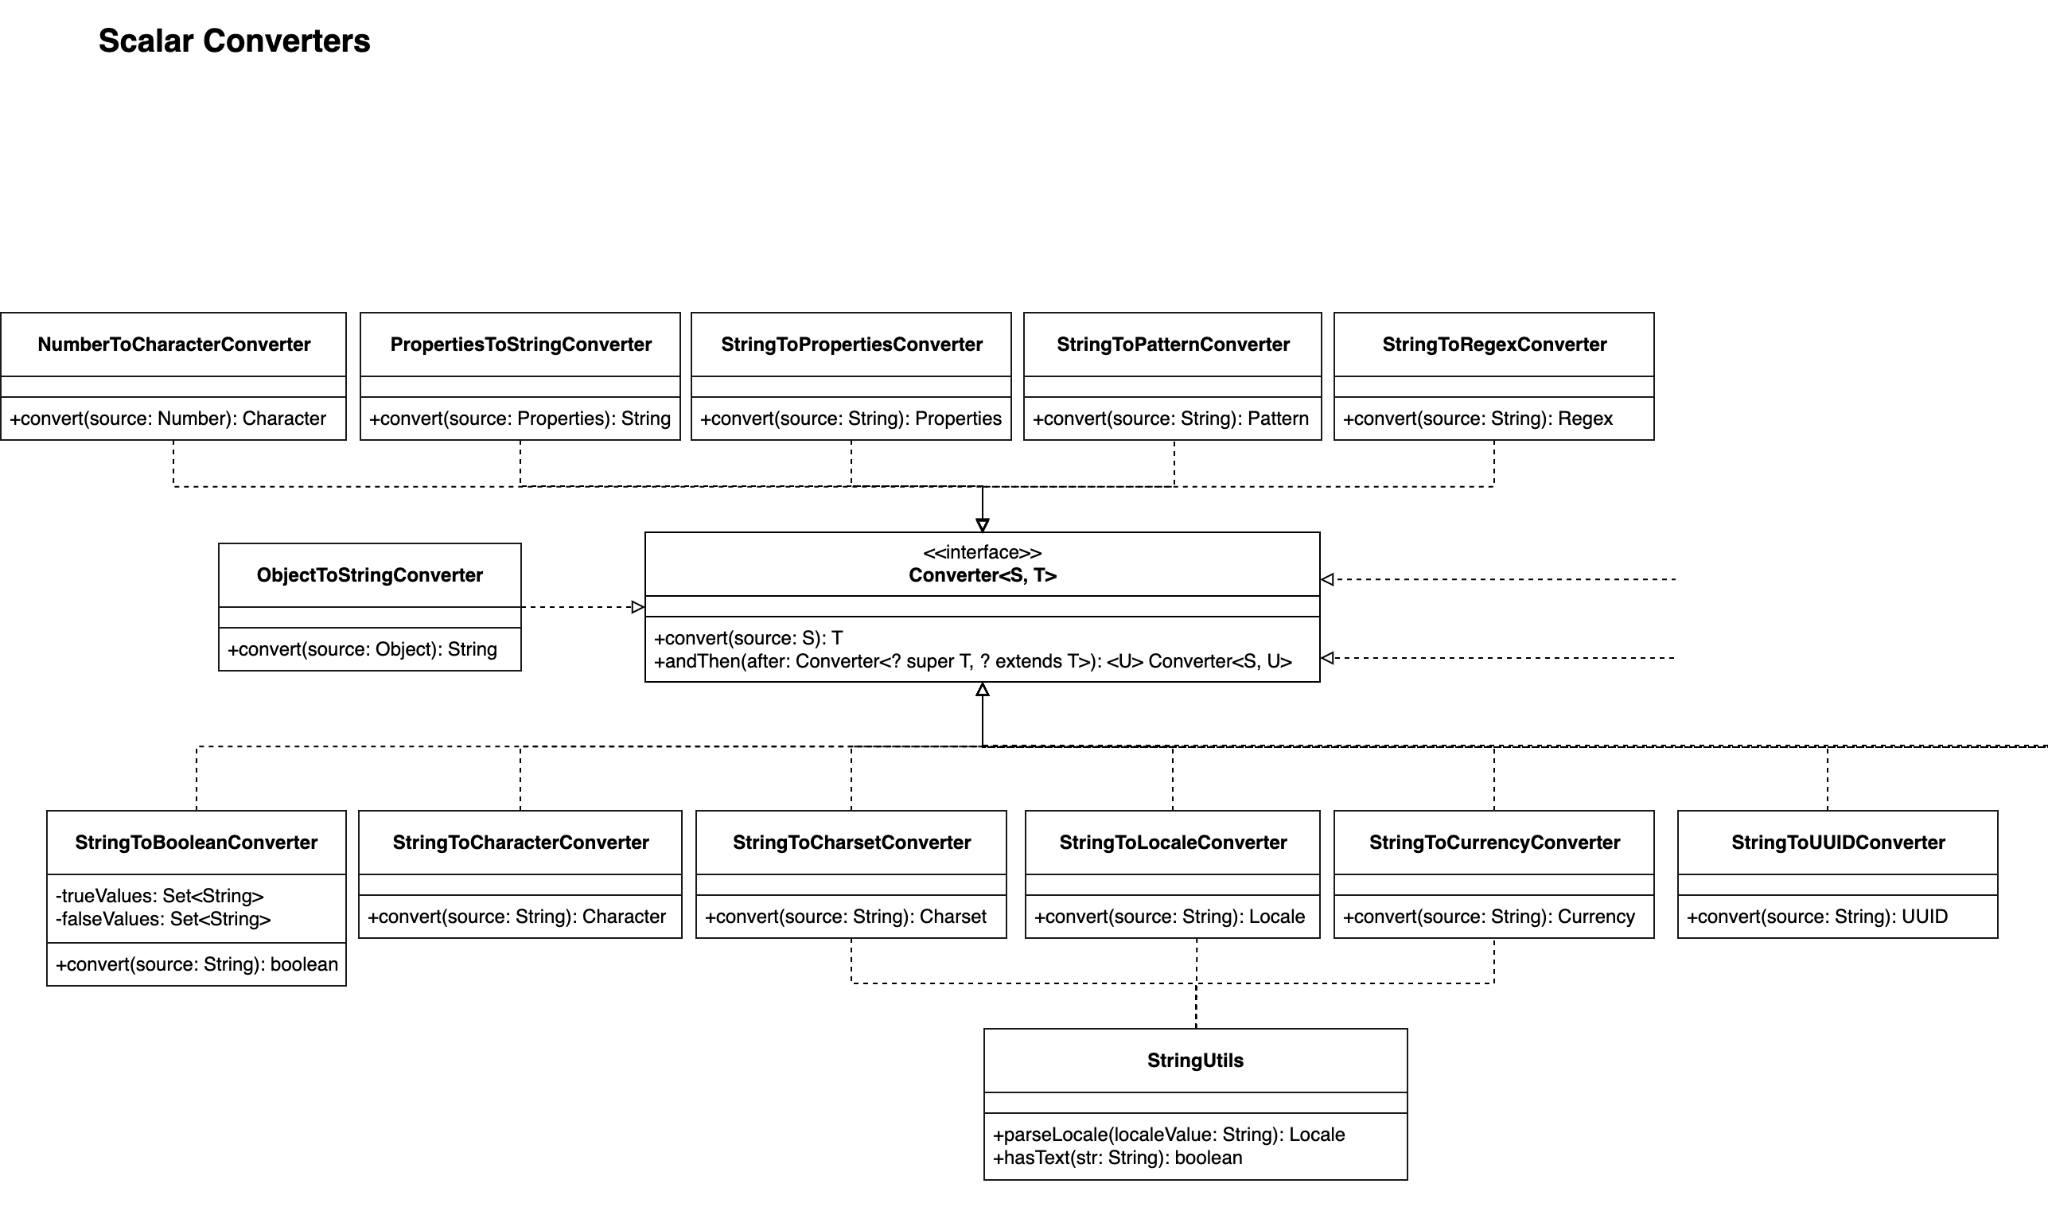 Scalar Converters
NumberToCharacterConverter
+convert(source: Number): Character
PropertiesToStringConverter
+convert(source: Properties): String
StringToPropertiesConverter
+convert(source: String): Properties
StringToPatternConverter
+convert(source: String): Pattern
StringToRegexConverter
+convert(source: String): Regex
ObjectToStringConverter
+convert(source: Object): String
<<interface>>
Converter<S, T>
+convert(source: S): T
+andThen(after: Converter<? super T, ? extends T>): <U> Converter<S, U>
StringToBooleanConverter
-trueValues: Set<String>
-falseValues: Set<String>
+convert(source: String): boolean
StringToCharacterConverter
+convert(source: String): Character
StringToCharsetConverter
+convert(source: String): Charset
StringToLocaleConverter
+convert(source: String): Locale
StringToCurrencyConverter
+convert(source: String): Currency
StringToUUIDConverter
+convert(source: String): UUID
StringUtils
+parseLocale(localeValue: String): Locale
+hasText(str: String): boolean